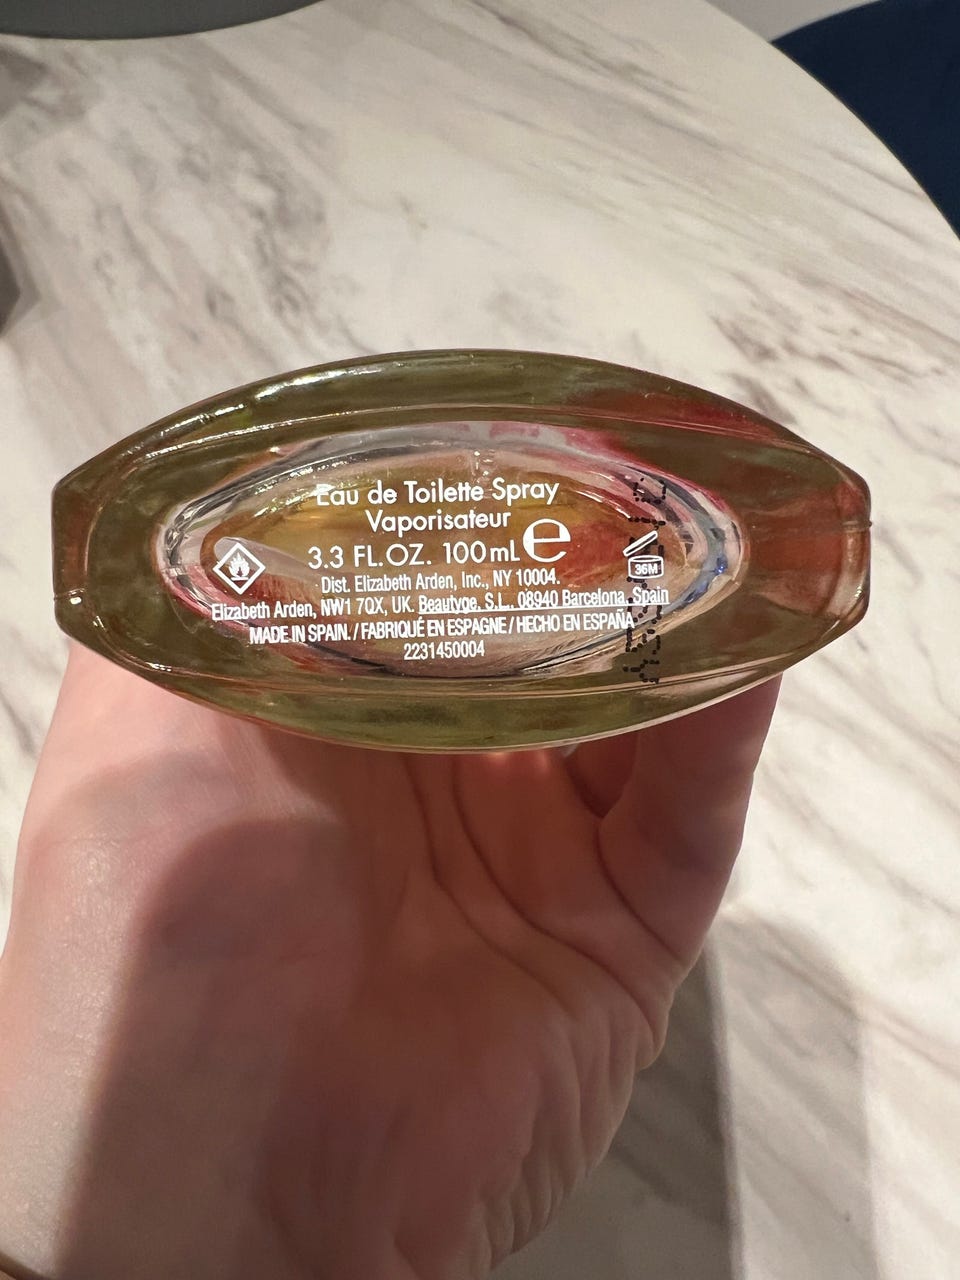 Eau de Toilette Spray
Vaporisateur
3.3 FL.OZ. 100 mL ℮
36M
Dist. Elizabeth Arden, Inc., NY 10004.
Elizabeth Arden, NW1 7QX, UK. Beautyge, S.L., 08940 Barcelona, Spain
MADE IN SPAIN. / FABRIQUÉ EN ESPAGNE / HECHO EN ESPAÑA
2231450004